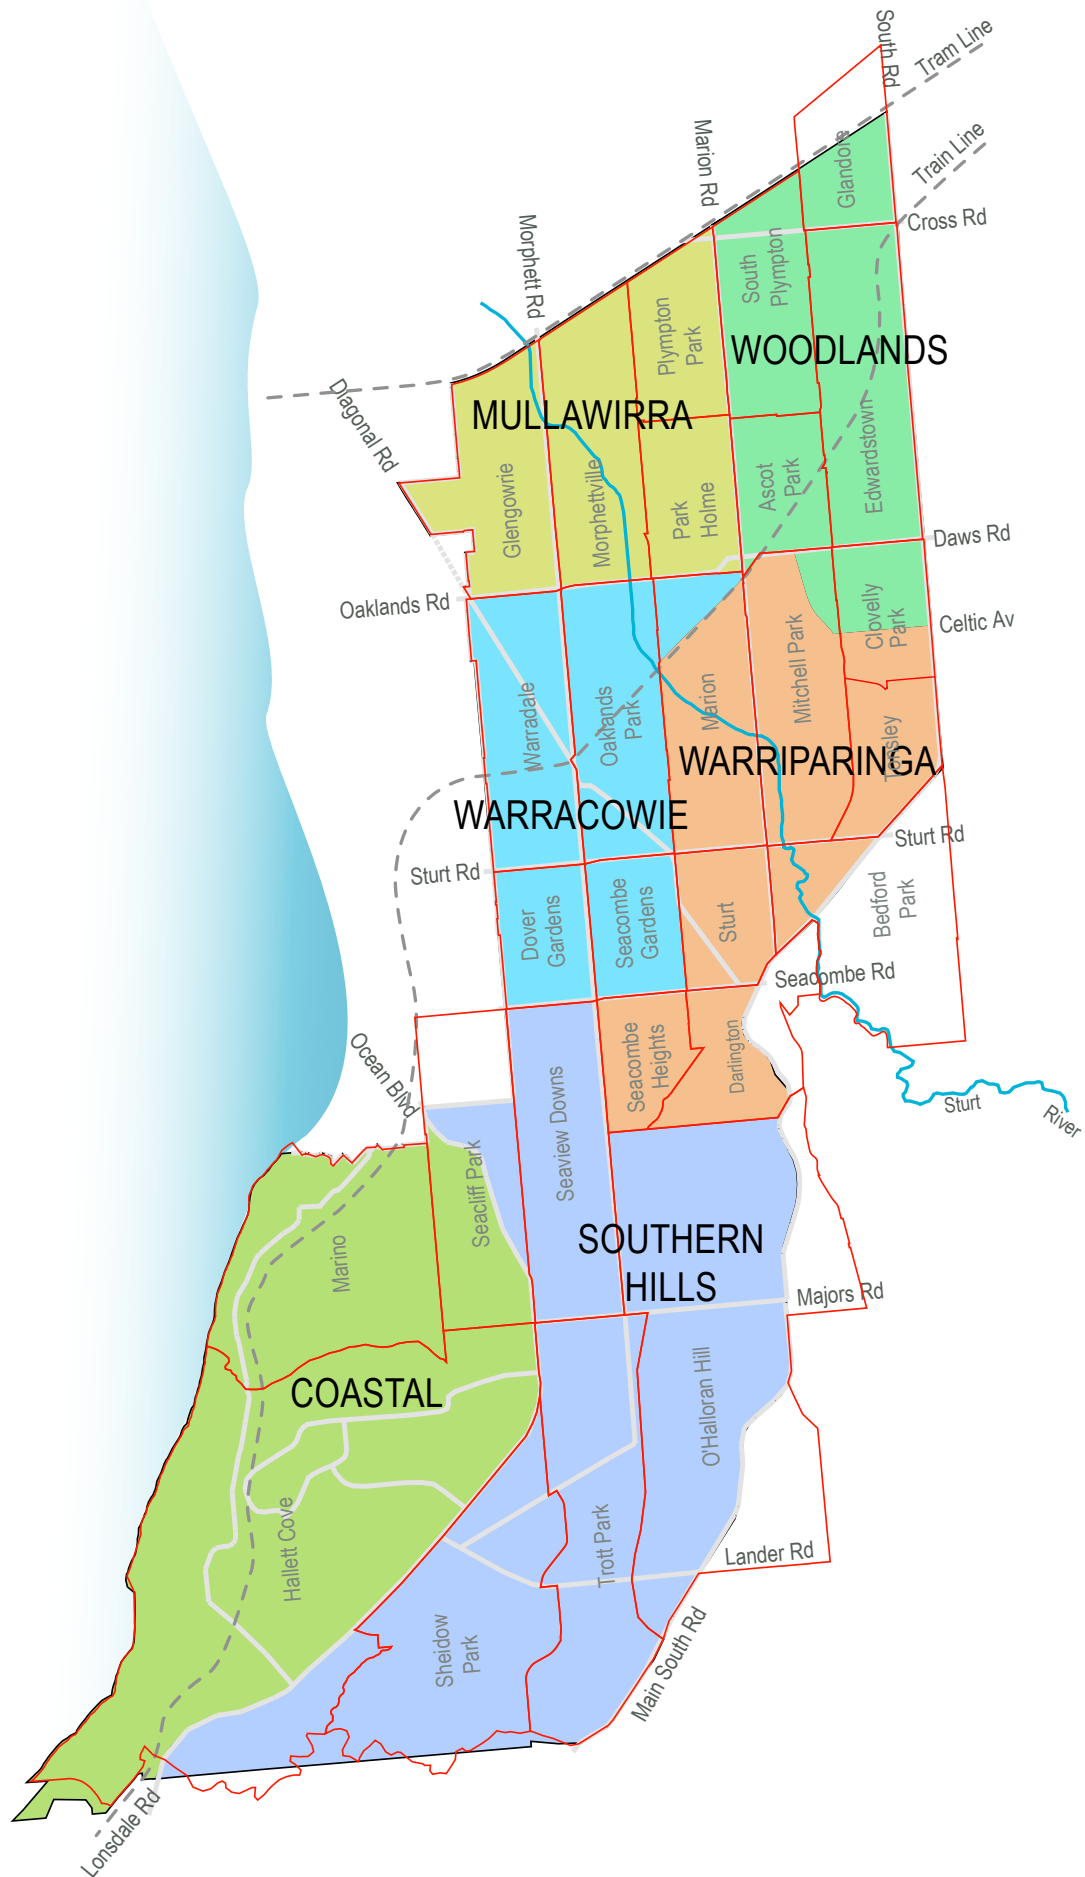 South Rd
Tram Line
Train Line
Marion Rd
Glandore
Cross Rd
Morphett Rd
South
Plympton
Plympton
Park
WOODLANDS
Diagonal Rd
MULLAWIRRA
Glengowrie
Morphettville
Park
Holme
Ascot
Park
Edwardstown
Daws Rd
Oaklands Rd
Clovelly
Park
Celtic Av
Warradale
Oaklands
Park
Marion
Mitchell Park
Tonsley
WARRIPARINGA
WARRACOWIE
Sturt Rd
Sturt Rd
Bedford
Park
Dover
Gardens
Seacombe
Gardens
Sturt
Seacombe Rd
Ocean Blvd
Seacombe
Heights
Darlington
Sturt
River
Seaview Downs
Seacliff Park
Marino
SOUTHERN
HILLS
Majors Rd
COASTAL
O'Halloran Hill
Hallett Cove
Trott Park
Lander Rd
Sheidow
Park
Main South Rd
Lonsdale Rd